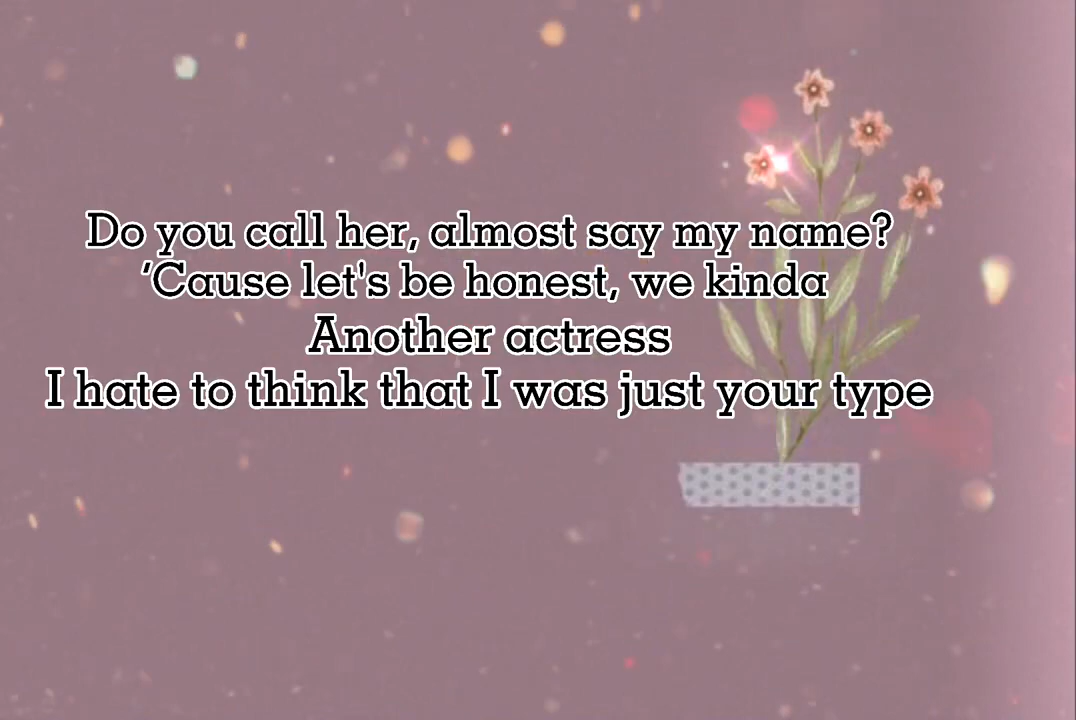 Do you call her, almost say my name?
’Cause let's be honest, we kinda
Another actress
I hate to think that I was just your type